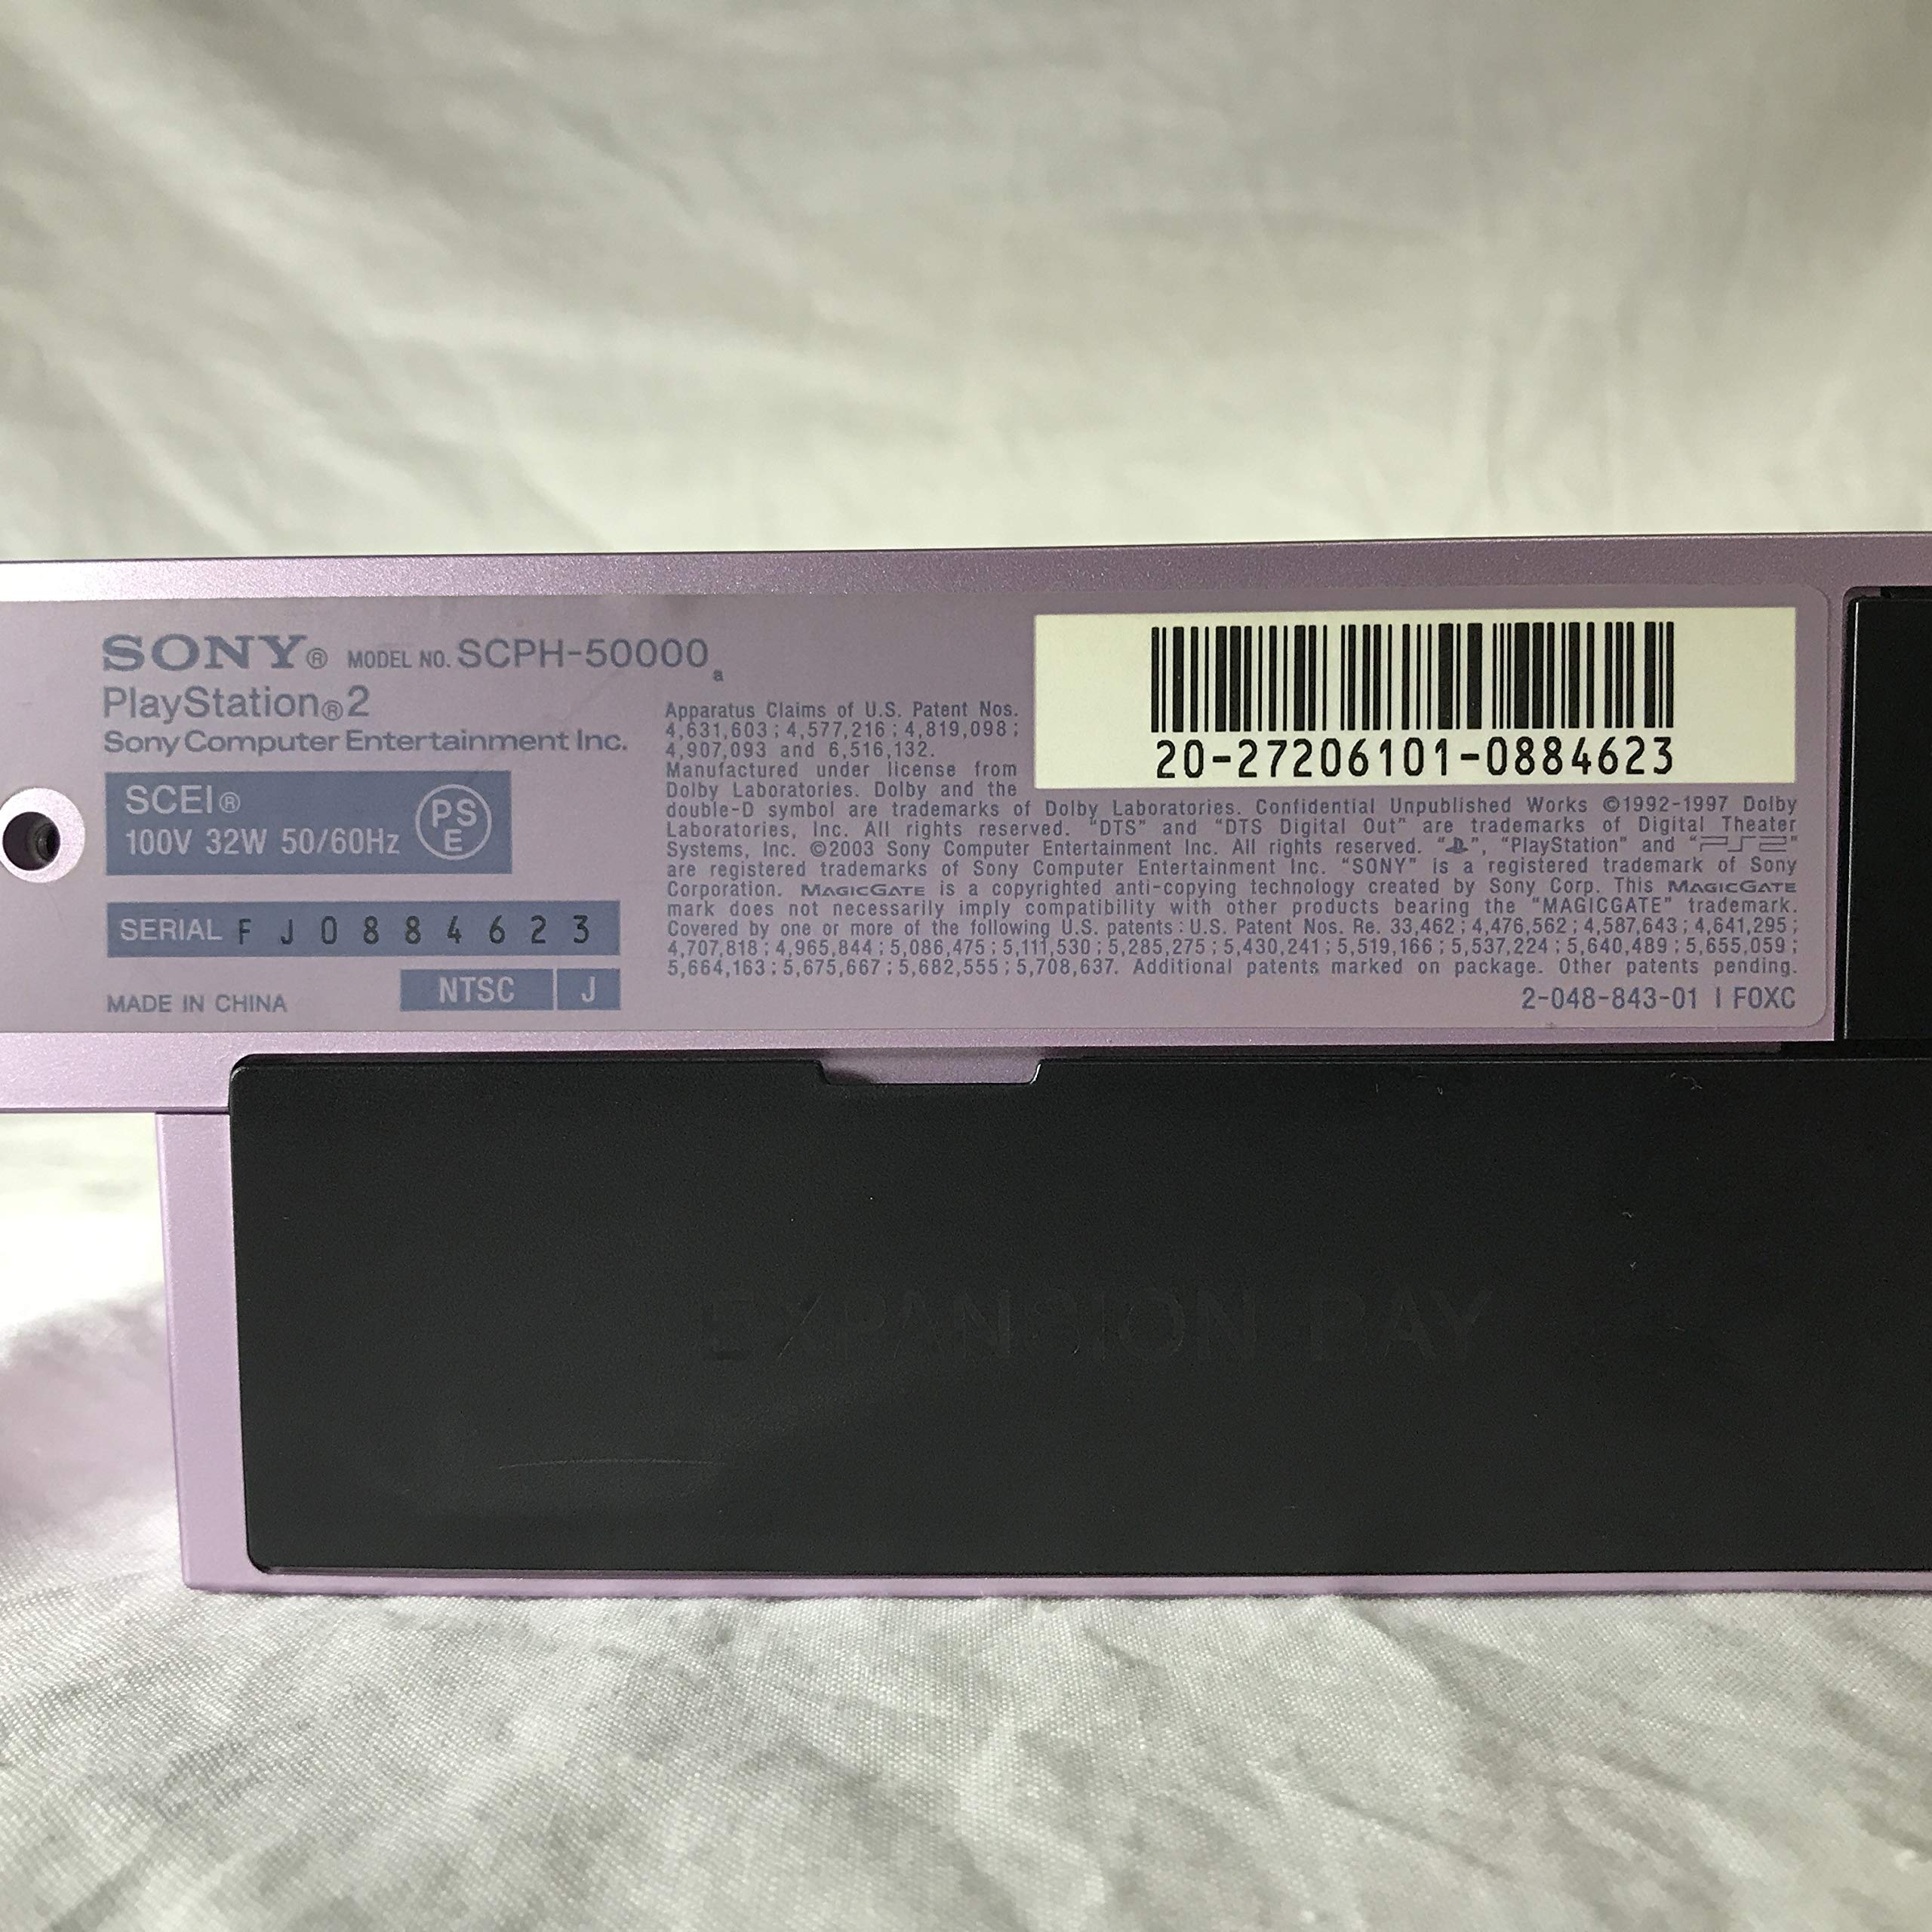 SONY® MODEL NO. SCPH-50000 a
PlayStation®2
Sony Computer Entertainment Inc.
SCEI®
100V 32W 50/60Hz
PS
E
SERIAL FJ0884623
NTSC J
MADE IN CHINA
Apparatus Claims of U.S. Patent Nos.
4,631,603 ; 4,577,216 ; 4,819,098 ;
4,907,093 and 6,516,132.
Manufactured under license from
Dolby Laboratories. Dolby and the
double-D symbol are trademarks of Dolby Laboratories. Confidential Unpublished Works ©1992-1997 Dolby
Laboratories, Inc. All rights reserved. "DTS" and "DTS Digital Out" are trademarks of Digital Theater
Systems, Inc. ©2003 Sony Computer Entertainment Inc. All rights reserved. "PS", "PlayStation" and "PS2"
are registered trademarks of Sony Computer Entertainment Inc. "SONY" is a registered trademark of Sony
Corporation. MAGICGATE is a copyrighted anti-copying technology created by Sony Corp. This MAGICGATE
mark does not necessarily imply compatibility with other products bearing the "MAGICGATE" trademark.
Covered by one or more of the following U.S. patents : U.S. Patent Nos. Re. 33,462 ; 4,476,562 ; 4,587,643 ; 4,641,295 ;
4,707,818 ; 4,965,844 ; 5,086,475 ; 5,111,530 ; 5,285,275 ; 5,430,241 ; 5,519,166 ; 5,537,224 ; 5,640,489 ; 5,655,059 ;
5,664,163 ; 5,675,667 ; 5,682,555 ; 5,708,637. Additional patents marked on package. Other patents pending.
2-048-843-01 | FOXC
20-27206101-0884623
EXPANSION BAY